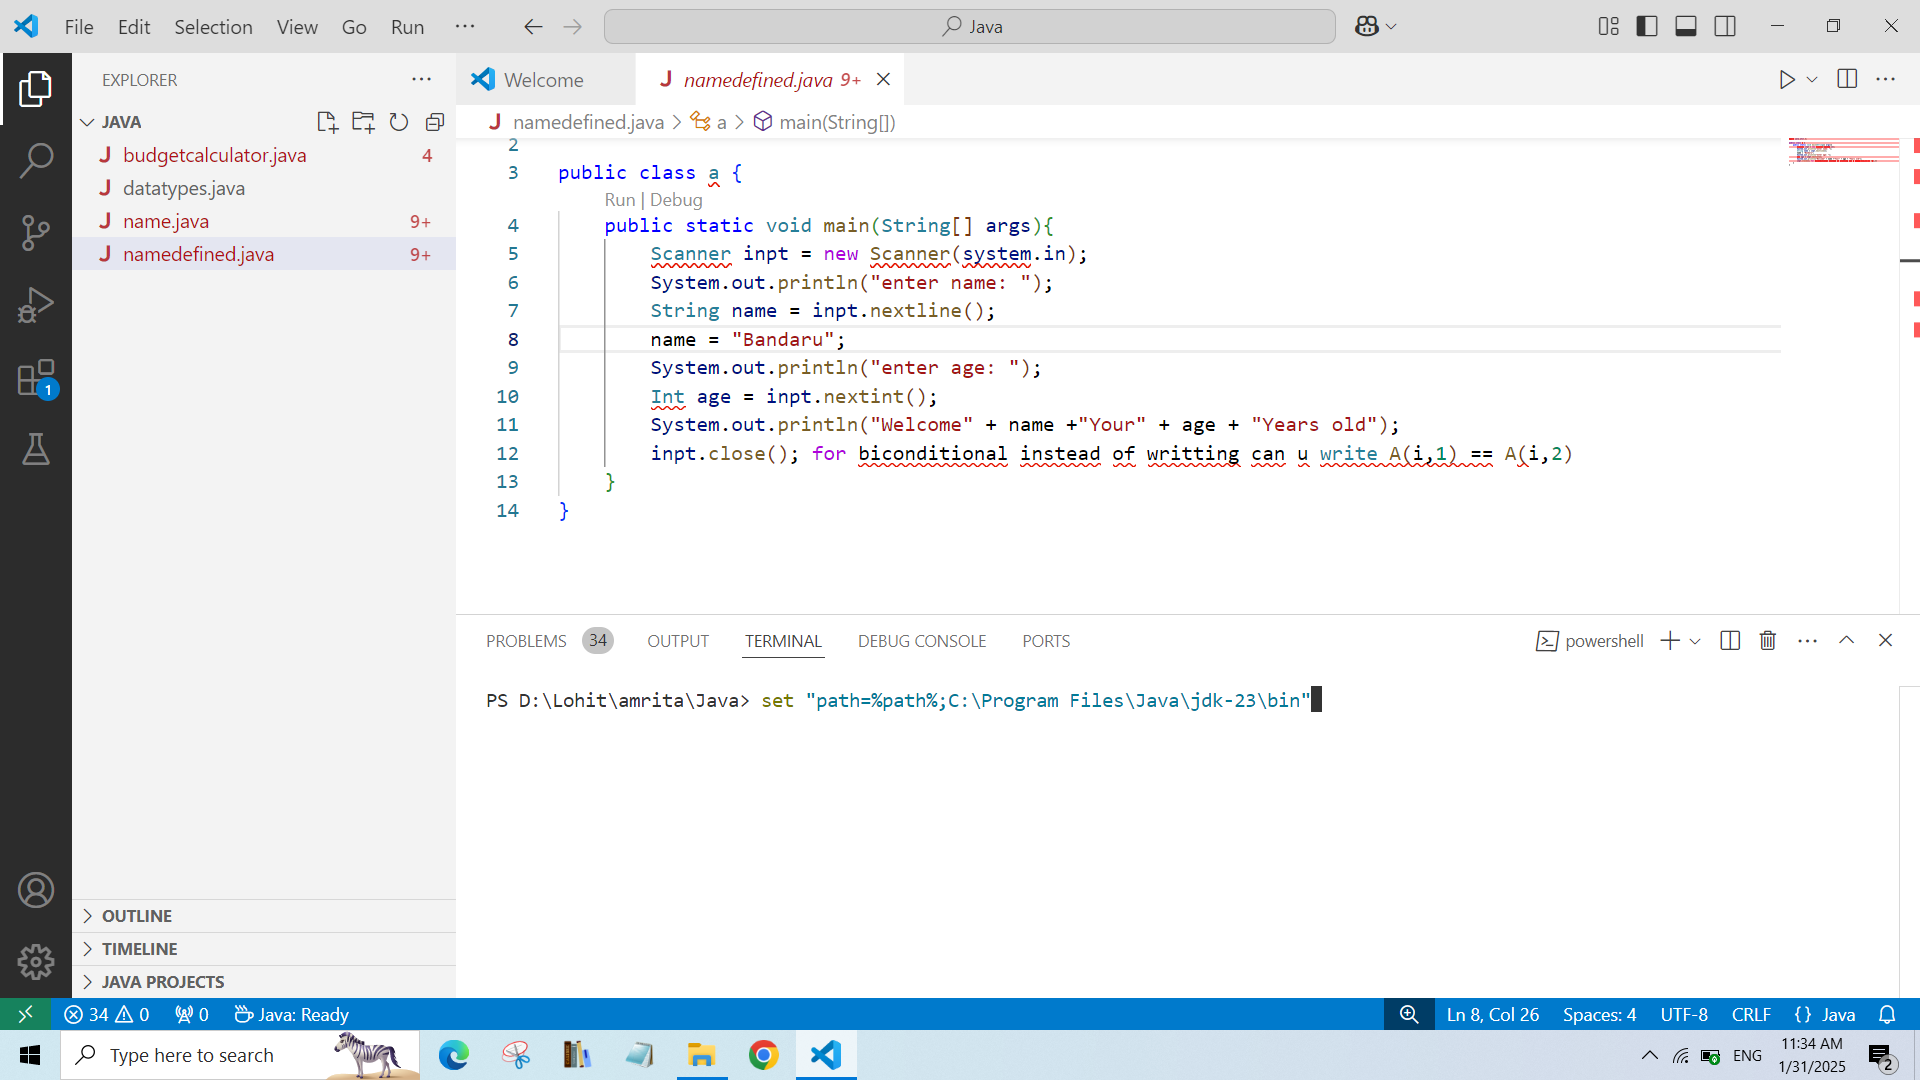 File Edit Selection View Go Run ···
Java
EXPLORER
JAVA
budgetcalculator.java 4
datatypes.java
name.java 9+
namedefined.java 9+
OUTLINE
TIMELINE
JAVA PROJECTS
Welcome
J namedefined.java 9+
J namedefined.java > a > main(String[])
2
3 public class a {
Run | Debug
4 public static void main(String[] args){
5 Scanner inpt = new Scanner(system.in);
6 System.out.println("enter name: ");
7 String name = inpt.nextline();
8 name = "Bandaru";
9 System.out.println("enter age: ");
10 Int age = inpt.nextint();
11 System.out.println("Welcome" + name +"Your" + age + "Years old");
12 inpt.close(); for biconditional instead of writting can u write A(i,1) == A(i,2)
13 }
14 }
PROBLEMS 34 OUTPUT TERMINAL DEBUG CONSOLE PORTS
powershell
PS D:\Lohit\amrita\Java> set "path=%path%;C:\Program Files\Java\jdk-23\bin"
1
34 0 0 Java: Ready
Ln 8, Col 26 Spaces: 4 UTF-8 CRLF {} Java
Type here to search
ENG
11:34 AM
1/31/2025
2